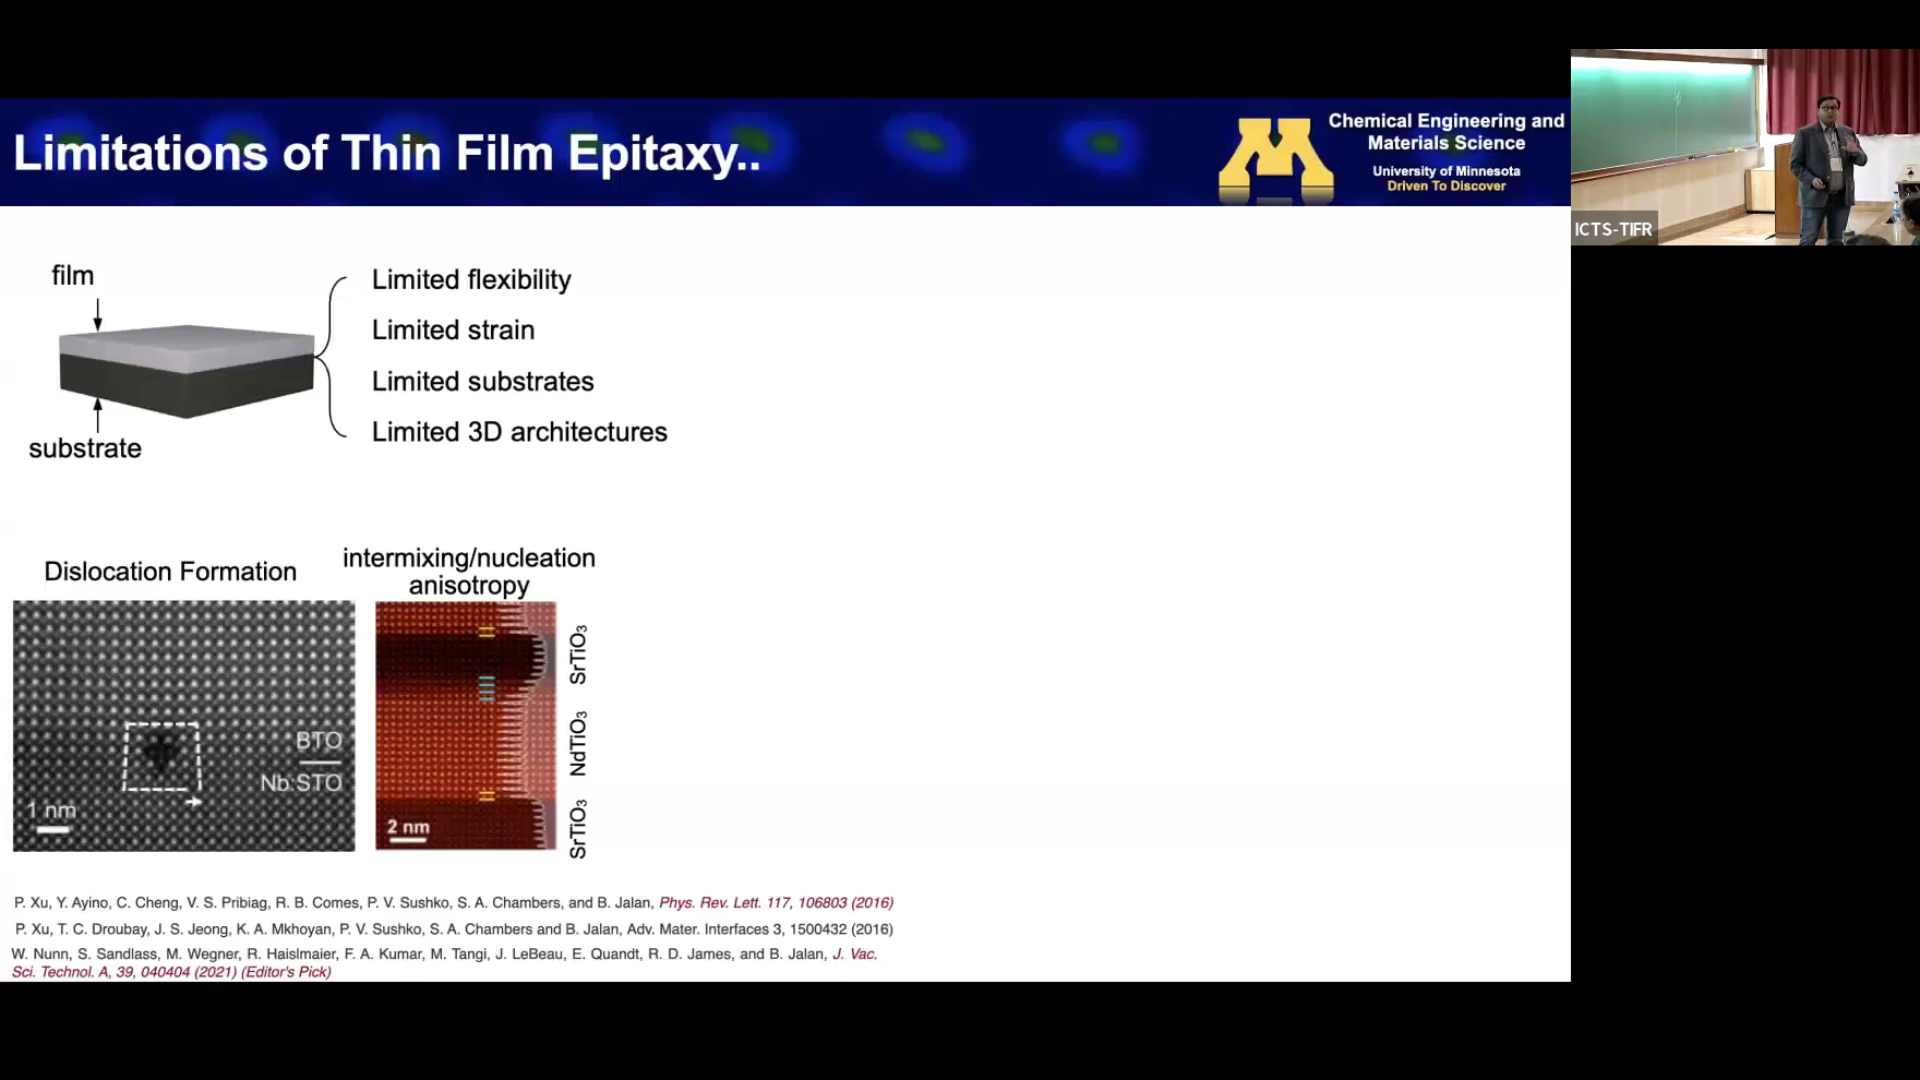 Limitations of Thin Film Epitaxy..
Chemical Engineering and
Materials Science
University of Minnesota
Driven To Discover
ICTS-TIFR
film
substrate
Limited flexibility
Limited strain
Limited substrates
Limited 3D architectures
Dislocation Formation
BTO
Nb:STO
1 nm
intermixing/nucleation
anisotropy
2 nm
SrTiO₃
NdTiO₃
SrTiO₃
P. Xu, Y. Ayino, C. Cheng, V. S. Pribiag, R. B. Comes, P. V. Sushko, S. A. Chambers, and B. Jalan, Phys. Rev. Lett. 117, 106803 (2016)
P. Xu, T. C. Droubay, J. S. Jeong, K. A. Mkhoyan, P. V. Sushko, S. A. Chambers and B. Jalan, Adv. Mater. Interfaces 3, 1500432 (2016)
W. Nunn, S. Sandlass, M. Wegner, R. Haislmaier, F. A. Kumar, M. Tangi, J. LeBeau, E. Quandt, R. D. James, and B. Jalan, J. Vac.
Sci. Technol. A, 39, 040404 (2021) (Editor's Pick)